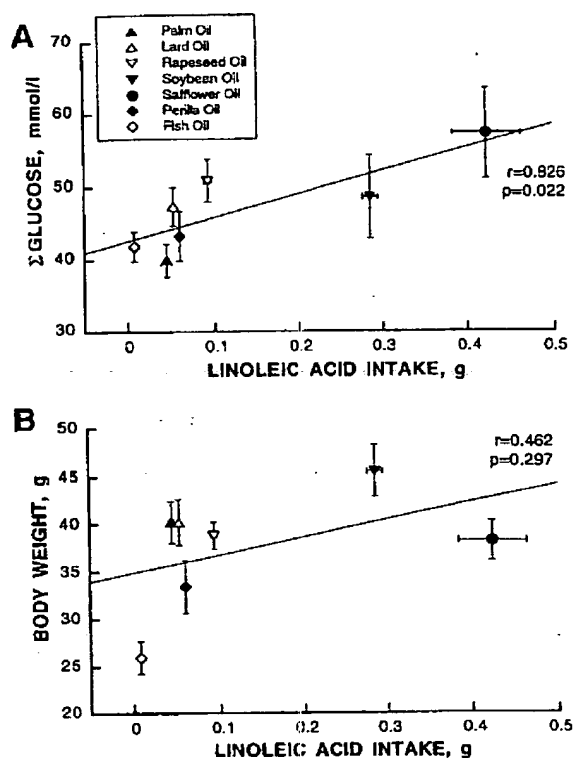 A
Palm Oil
Lard Oil
Rapeseed Oil
Soybean Oil
Safflower Oil
Perilla Oil
Fish Oil
70
60
50
40
30
ΣGLUCOSE, mmol/l
r=0.826
p=0.022
0 0.1 0.2 0.3 0.4 0.5
LINOLEIC ACID INTAKE, g
B
50
45
40
35
30
25
20
BODY WEIGHT, g
r=0.462
p=0.297
0 0.1 0.2 0.3 0.4 0.5
LINOLEIC ACID INTAKE, g